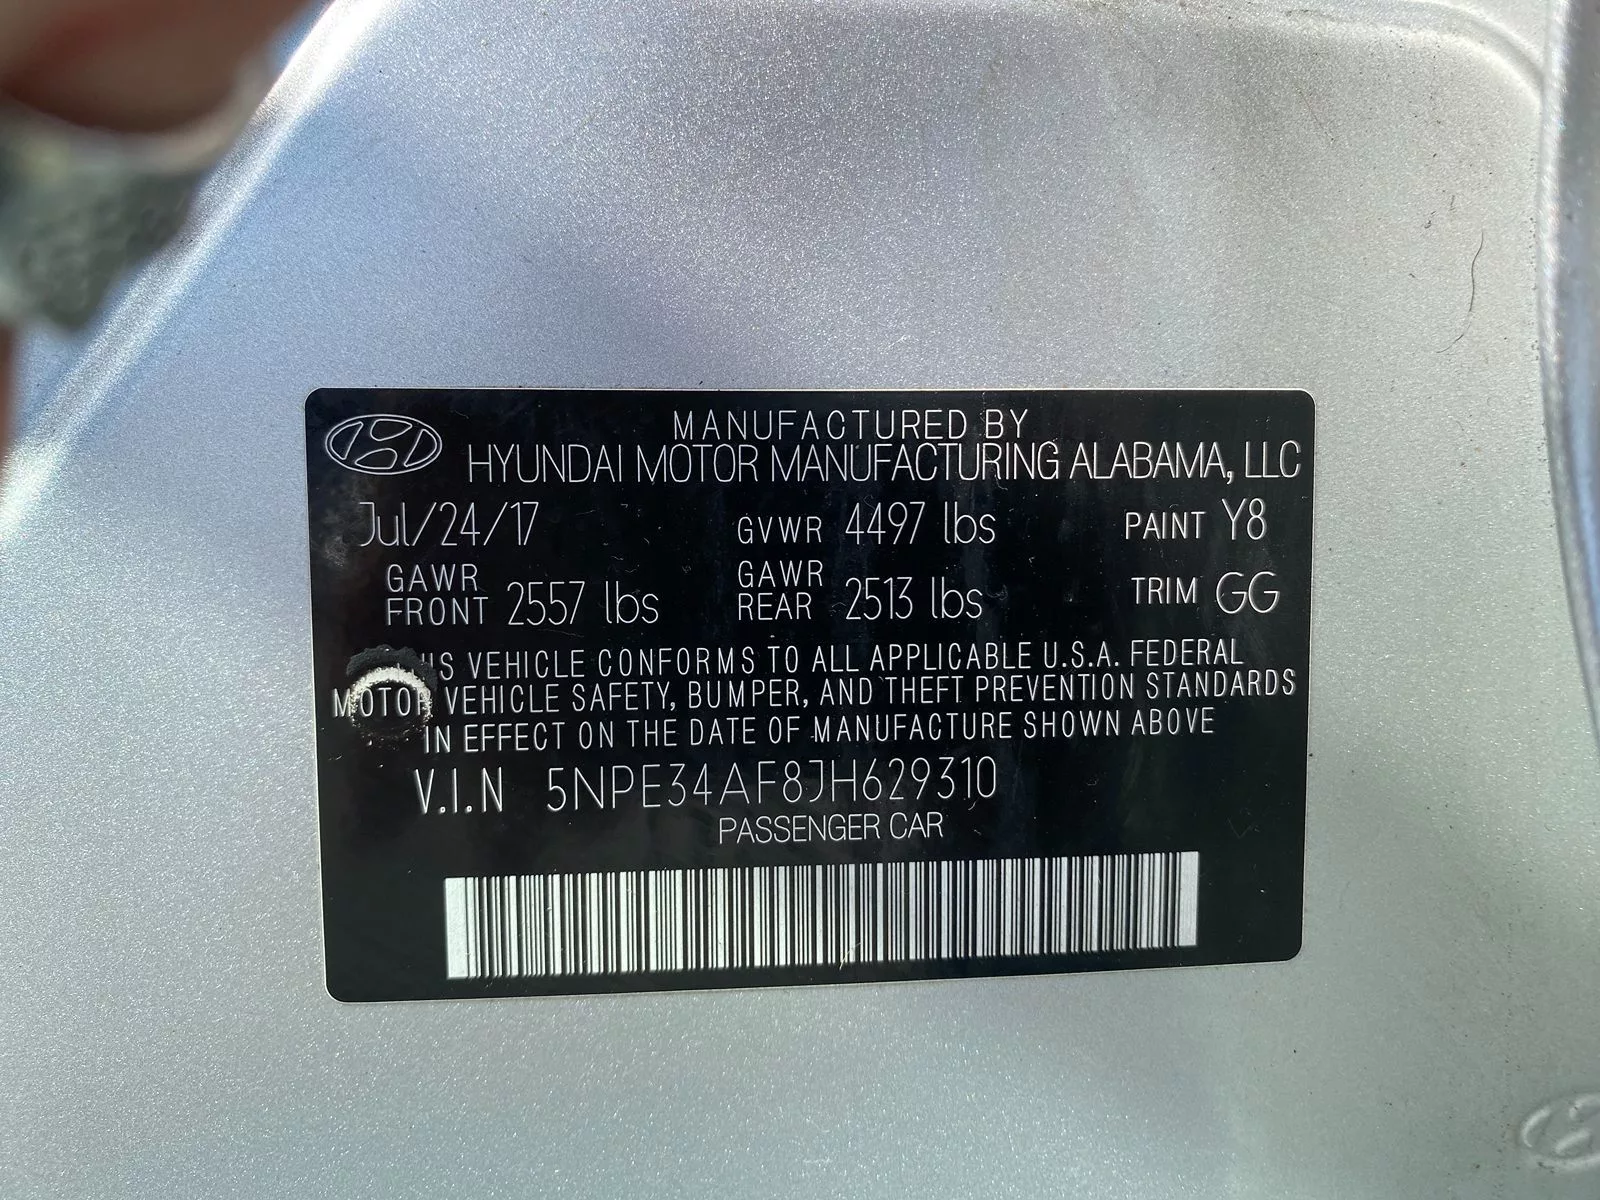 MANUFACTURED BY
HYUNDAI MOTOR MANUFACTURING ALABAMA, LLC
Jul/24/17 GVWR 4497 lbs PAINT Y8
GAWR FRONT 2557 lbs GAWR REAR 2513 lbs TRIM GG
VEHICLE CONFORMS TO ALL APPLICABLE U.S.A. FEDERAL
MOTOR VEHICLE SAFETY, BUMPER, AND THEFT PREVENTION STANDARDS
IN EFFECT ON THE DATE OF MANUFACTURE SHOWN ABOVE
V.I.N 5NPE34AF8JH629310
PASSENGER CAR